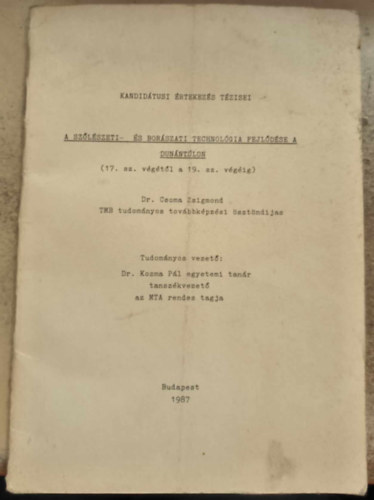 KANDIDÁTUSI ÉRTEKEZÉS TÉZISEI
A SZŐLÉSZETI- ÉS BORÁSZATI TECHNOLÓGIA FEJLŐDÉSE A
DUNÁNTÚLON
(17. sz. végétől a 19. sz. végéig)
Dr. Csoma Zsigmond
TMB tudományos továbbképzési ösztöndíjas
Tudományos vezető:
Dr. Kozma Pál egyetemi tanár
tanszékvezető
az MTA rendes tagja
Budapest
1987